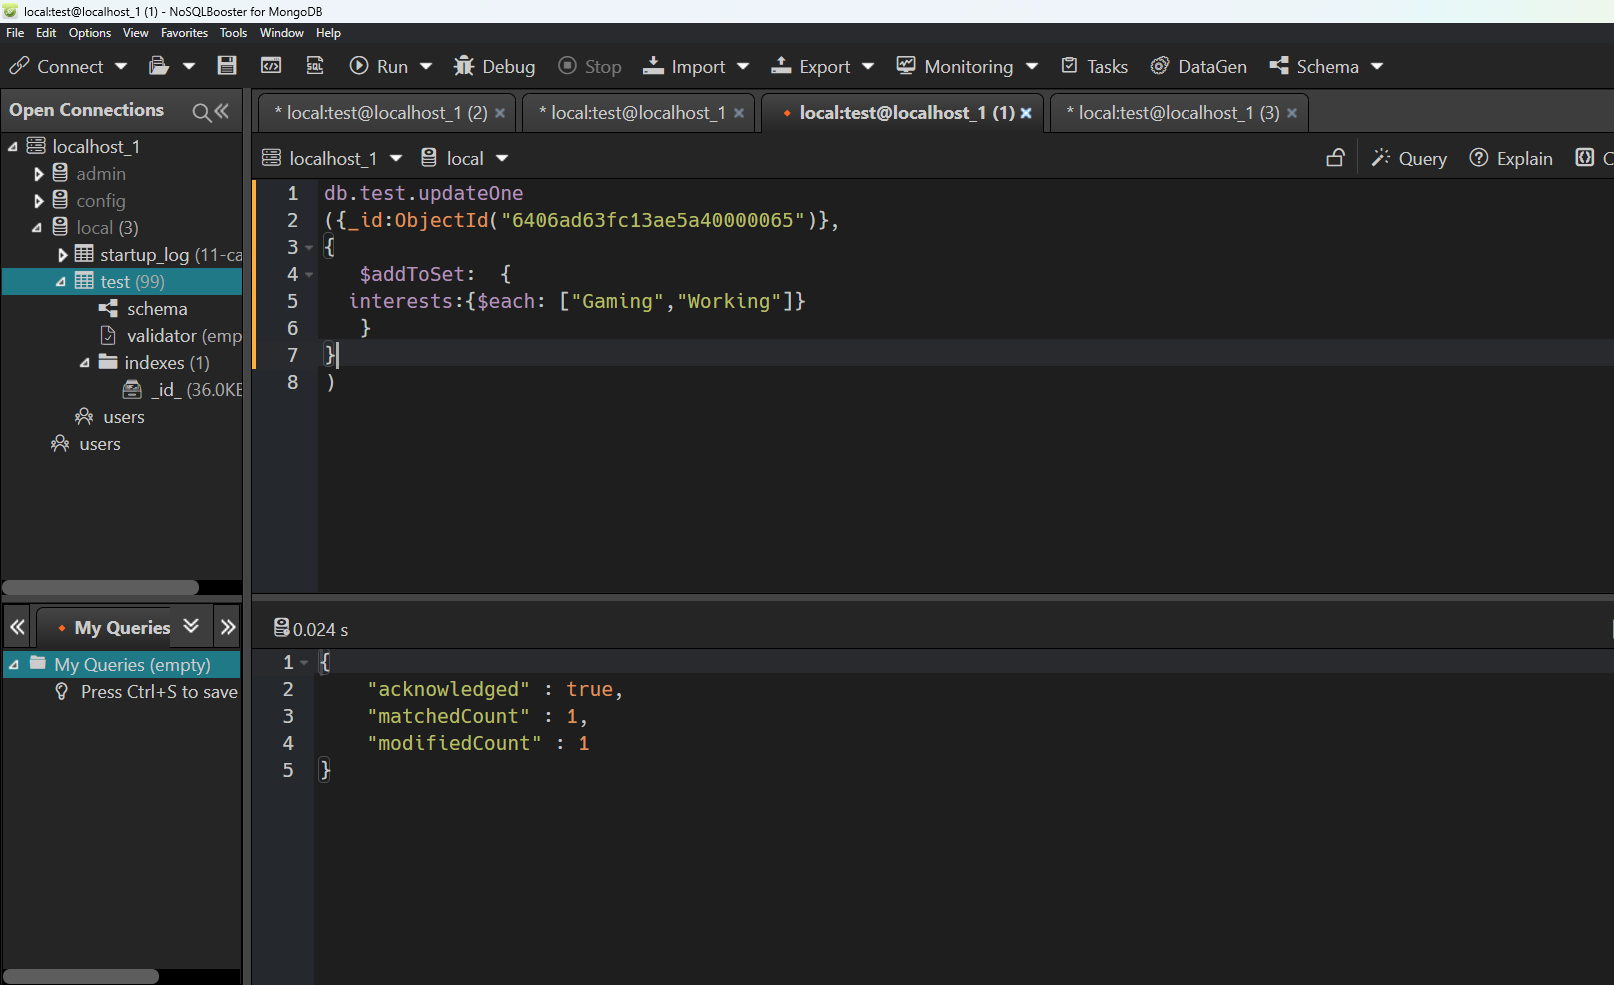 local:test@localhost_1 (1) - NoSQLBooster for MongoDB
File Edit Options View Favorites Tools Window Help
Connect Run Debug Stop Import Export Monitoring Tasks DataGen Schema
Open Connections
* local:test@localhost_1 (2) × * local:test@localhost_1 × local:test@localhost_1 (1) × * local:test@localhost_1 (3) ×
localhost_1
admin
config
local (3)
startup_log (11-ca
test (99)
schema
validator (emp
indexes (1)
_id_ (36.0KB
users
users
localhost_1 local Query Explain C
1 db.test.updateOne
2 ({_id:ObjectId("6406ad63fc13ae5a40000065")},
3 {
4 $addToSet: {
5 interests:{$each: ["Gaming","Working"]}
6 }
7 }
8 )
My Queries
My Queries (empty)
Press Ctrl+S to save
0.024 s
1 {
2 "acknowledged" : true,
3 "matchedCount" : 1,
4 "modifiedCount" : 1
5 }